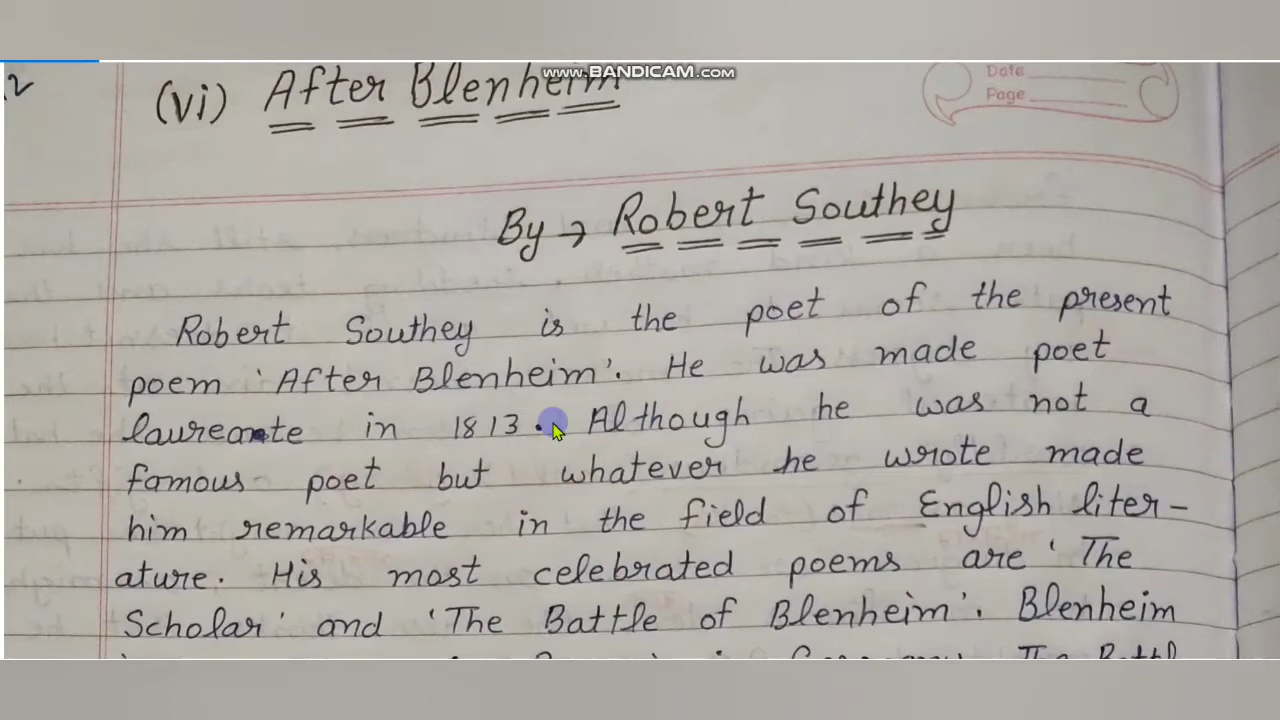 www.BANDICAM.com
(vi) After Blenheim
Date
Page
By → Robert Southey
Robert Southey is the poet of the present
poem 'After Blenheim'. He was made poet
laureate in 1813. Although he was not a
famous poet but whatever he wrote made
him remarkable in the field of English liter-
ature. His most celebrated poems are 'The
Scholar' and 'The Battle of Blenheim'. Blenheim